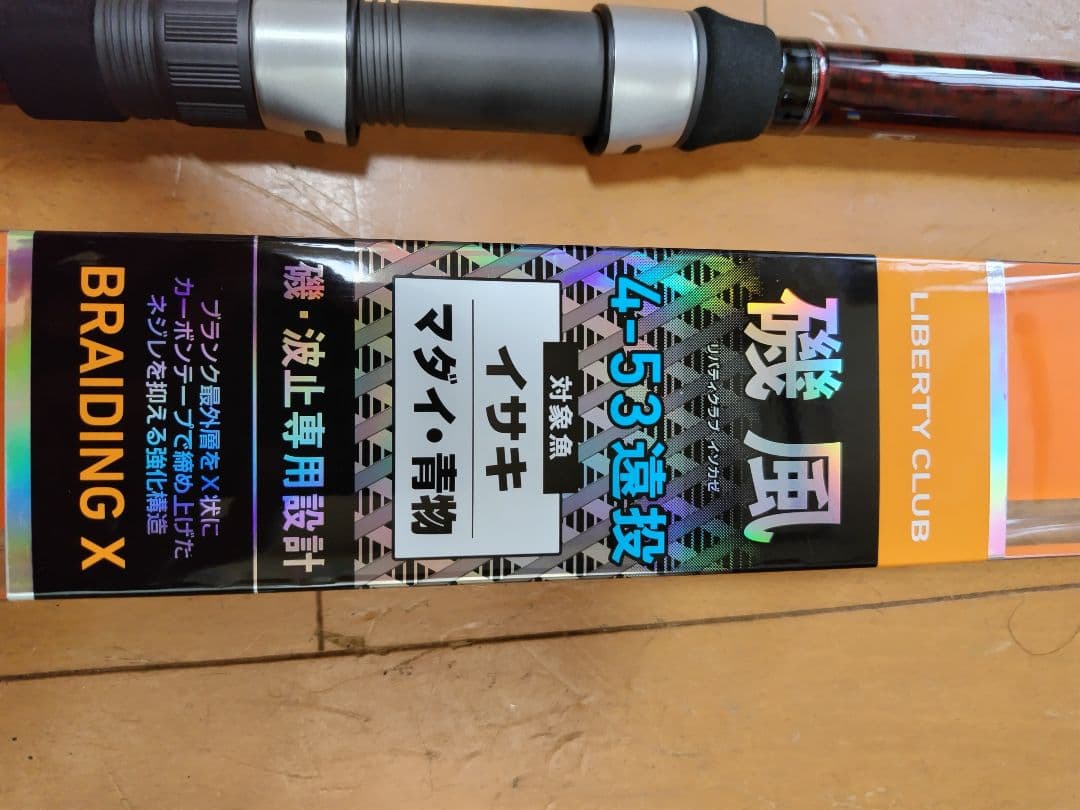 LIBERTY CLUB
磯風
リバティクラブ イソカゼ
4-53遠投
対象魚
イサキ
マダイ・青物
磯・波止専用設計
ブランク最外層をX状に
カーボンテープで締め上げた
ネジレを抑える強化構造
BRAIDING X